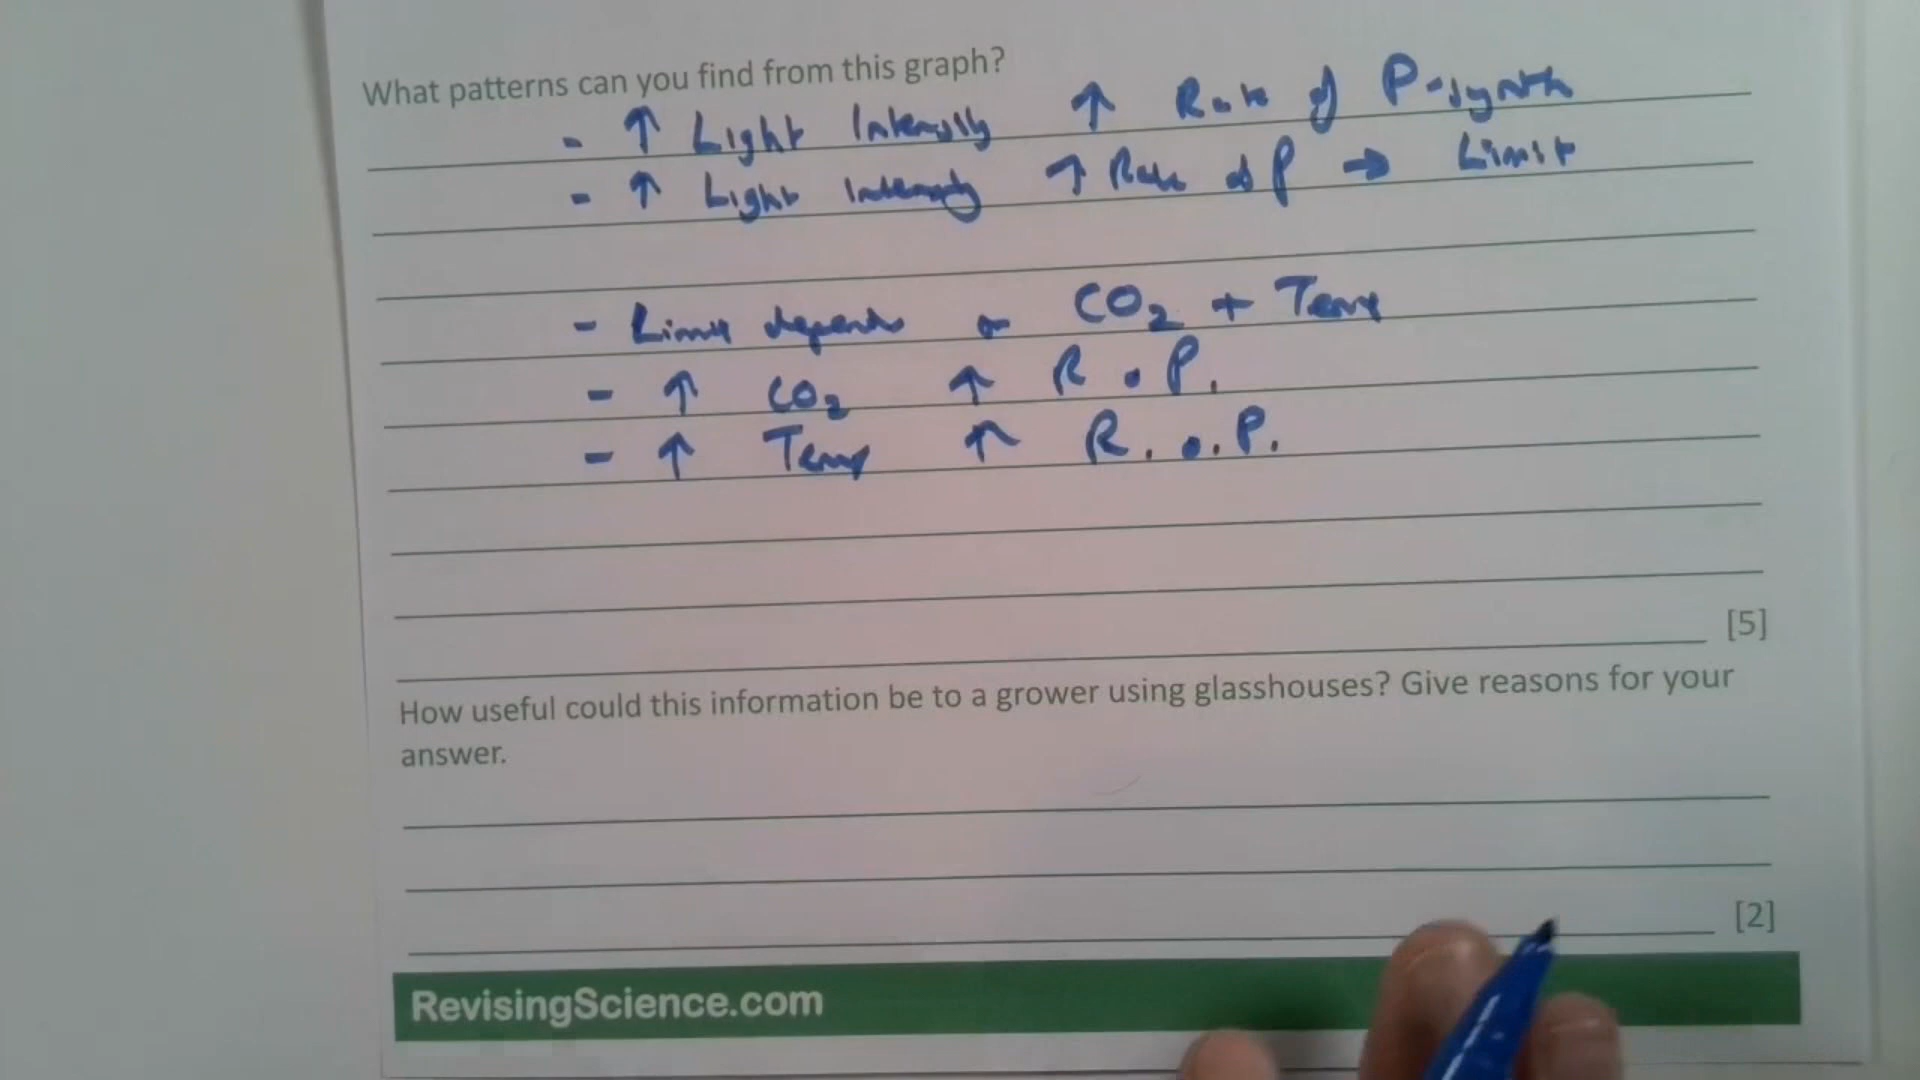 What patterns can you find from this graph?
- ↑ Light Intensity ↑ Rate of P-synth
- ↑ Light Intensity ↑ Rate of P → Limit
- Limit depends on CO₂ + Temp
- ↑ CO₂ ↑ R.P.
- ↑ Temp ↑ R.o.P.
[5]
How useful could this information be to a grower using glasshouses? Give reasons for your
answer.
[2]
RevisingScience.com